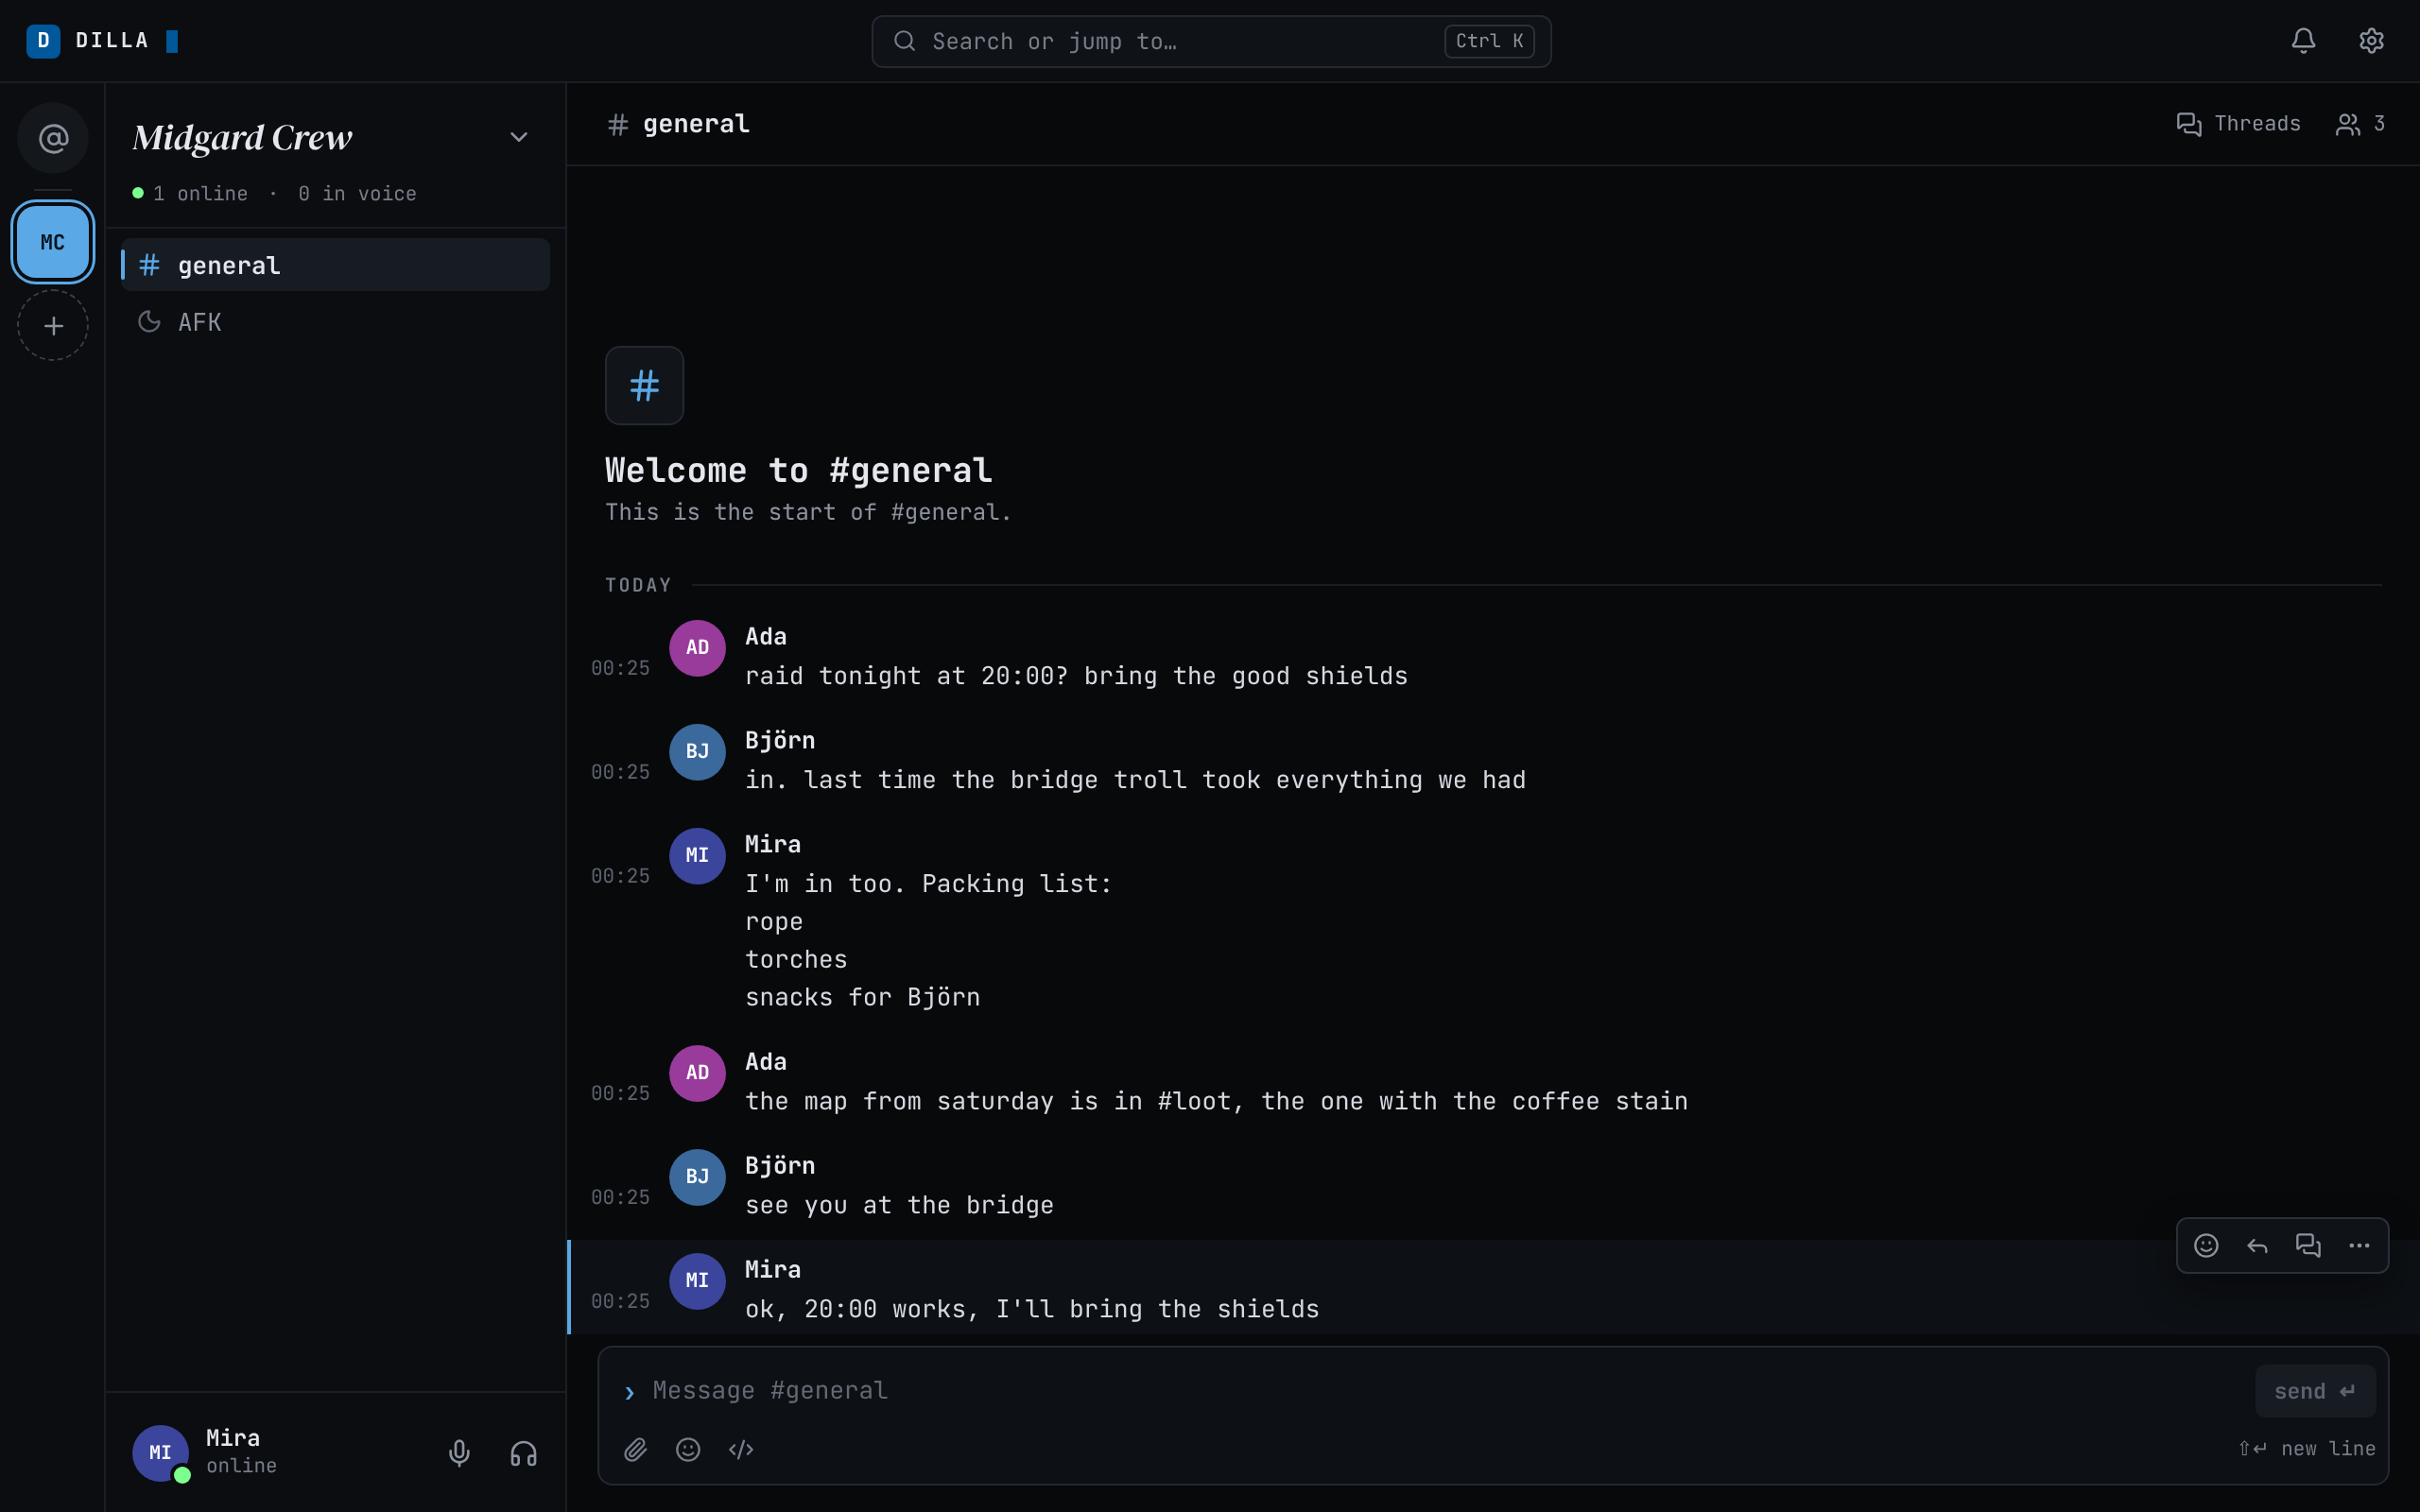 D DILLA
Search or jump to…
Ctrl K
@
MC
Midgard Crew
1 online · 0 in voice
# general
AFK
# general
Threads
3
#
Welcome to #general
This is the start of #general.
TODAY
Ada
AD
00:25
raid tonight at 20:00? bring the good shields
Björn
BJ
00:25
in. last time the bridge troll took everything we had
Mira
MI
00:25
I'm in too. Packing list:
rope
torches
snacks for Björn
Ada
AD
00:25
the map from saturday is in #loot, the one with the coffee stain
Björn
BJ
00:25
see you at the bridge
Mira
MI
00:25
ok, 20:00 works, I'll bring the shields
› Message #general
send ↵
⇧↵ new line
MI
Mira
online